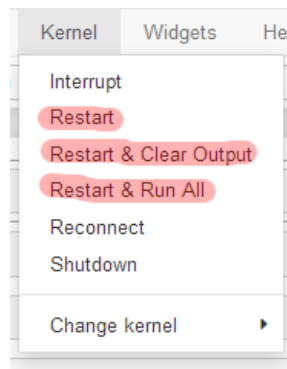 Kernel Widgets He
Interrupt
Restart
Restart & Clear Output
Restart & Run All
Reconnect
Shutdown
Change kernel